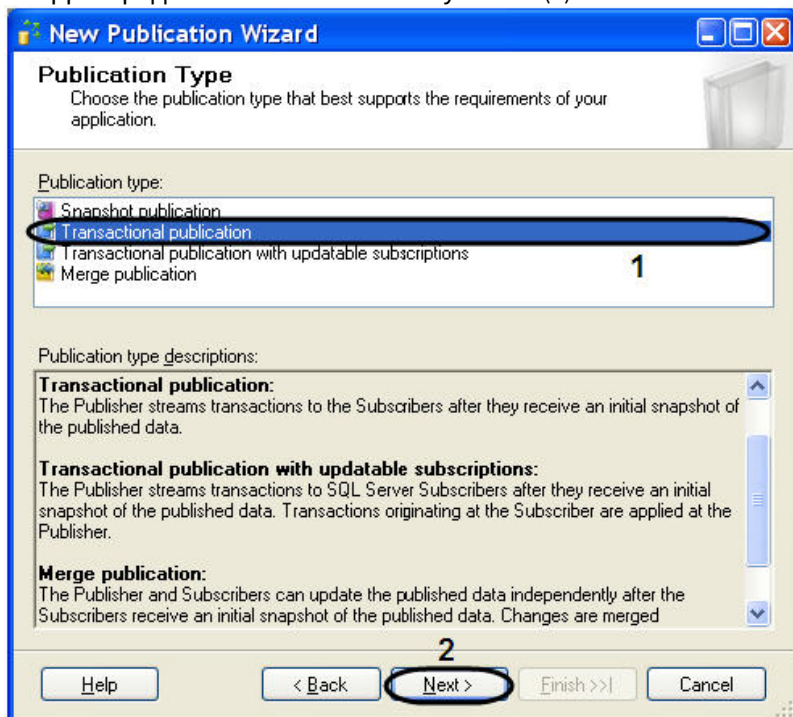 New Publication Wizard
Publication Type
Choose the publication type that best supports the requirements of your
application.
Publication type:
Snapshot publication
Transactional publication
Transactional publication with updatable subscriptions
1
Merge publication
Publication type descriptions:
Transactional publication:
The Publisher streams transactions to the Subscribers after they receive an initial snapshot of
the published data.
Transactional publication with updatable subscriptions:
The Publisher streams transactions to SQL Server Subscribers after they receive an initial
snapshot of the published data. Transactions originating at the Subscriber are applied at the
Publisher.
Merge publication:
The Publisher and Subscribers can update the published data independently after the
Subscribers receive an initial snapshot of the published data. Changes are merged
2
Help
< Back
Next >
Finish >>|
Cancel